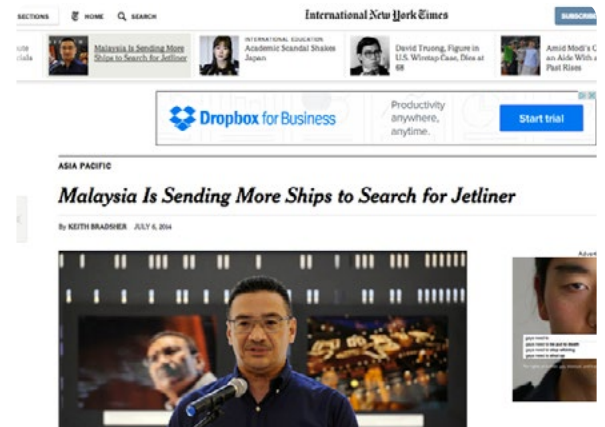 SECTIONS
HOME
SEARCH
International New York Times
SUBSCRIBE
Malaysia Is Sending More
Ships to Search for Jetliner
INTERNATIONAL EDUCATION
Academic Scandal Shakes
Japan
David Truong, Figure in
U.S. Wiretap Case, Dies at
68
Amid Modi's
an Aide With
Past Rises
Dropbox for Business
Productivity
anywhere,
anytime.
Start trial
ASIA PACIFIC
Malaysia Is Sending More Ships to Search for Jetliner
By KEITH BRADSHER JULY 6, 2014